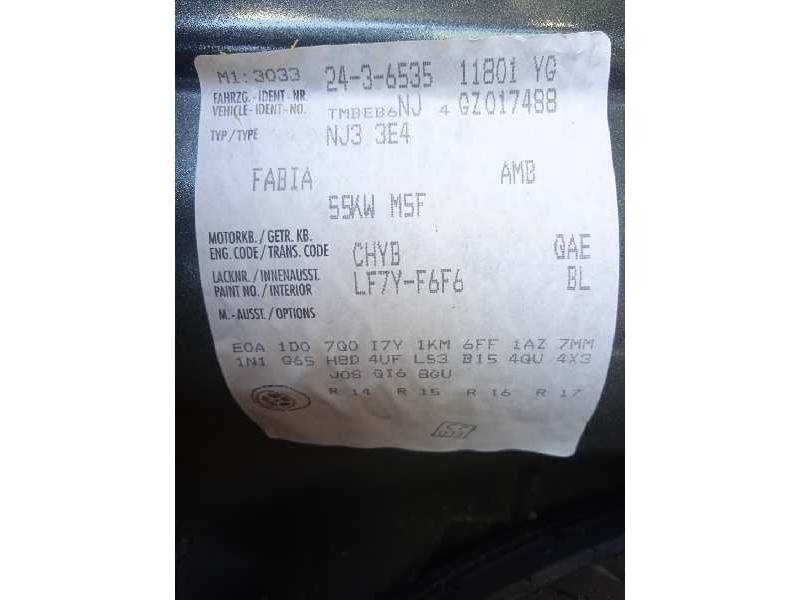 M1:3033 24-3-6535 11801 YG
FAHRZG.-IDENT-NR.
VEHICLE-IDENT-NO. TMBEB6NJ 4 GZ017488
TYP/TYPE NJ3 3E4
FABIA AMB
55KW M5F
MOTORKB./GETR. KB.
ENG. CODE/TRANS. CODE CHYB QAE
LACKNR./INNENAUSST.
PAINT NO./INTERIOR LF7Y-F6F6 BL
M.-AUSST./OPTIONS
E0A 1D0 7Q0 I7Y 1KM 6FF 1AZ 7MM
1N1 G65 H8D 4UF L53 B15 4QU 4X3
J0S QI6 8GU
R 14 R 15 R 16 R 17